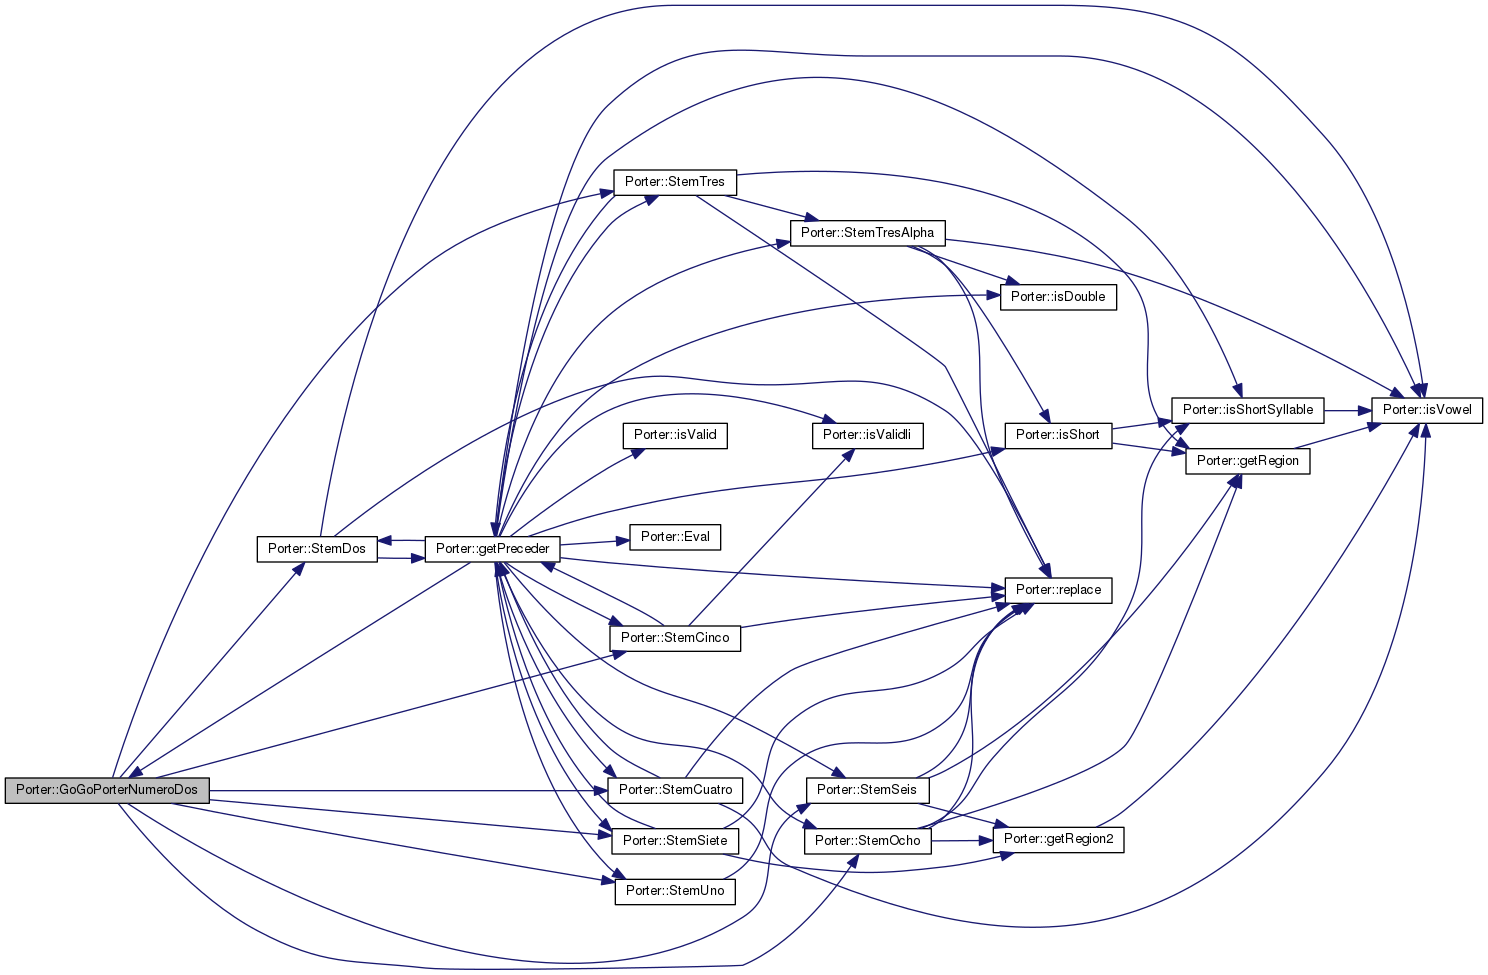 Porter::StemTres
Porter::StemTresAlpha
Porter::isDouble
Porter::isShortSyllable
Porter::isVowel
Porter::isValid
Porter::isValidli
Porter::isShort
Porter::getRegion
Porter::Eval
Porter::StemDos
Porter::getPreceder
Porter::replace
Porter::StemCinco
Porter::GoGoPorterNumeroDos
Porter::StemCuatro
Porter::StemSeis
Porter::StemSiete
Porter::StemOcho
Porter::getRegion2
Porter::StemUno